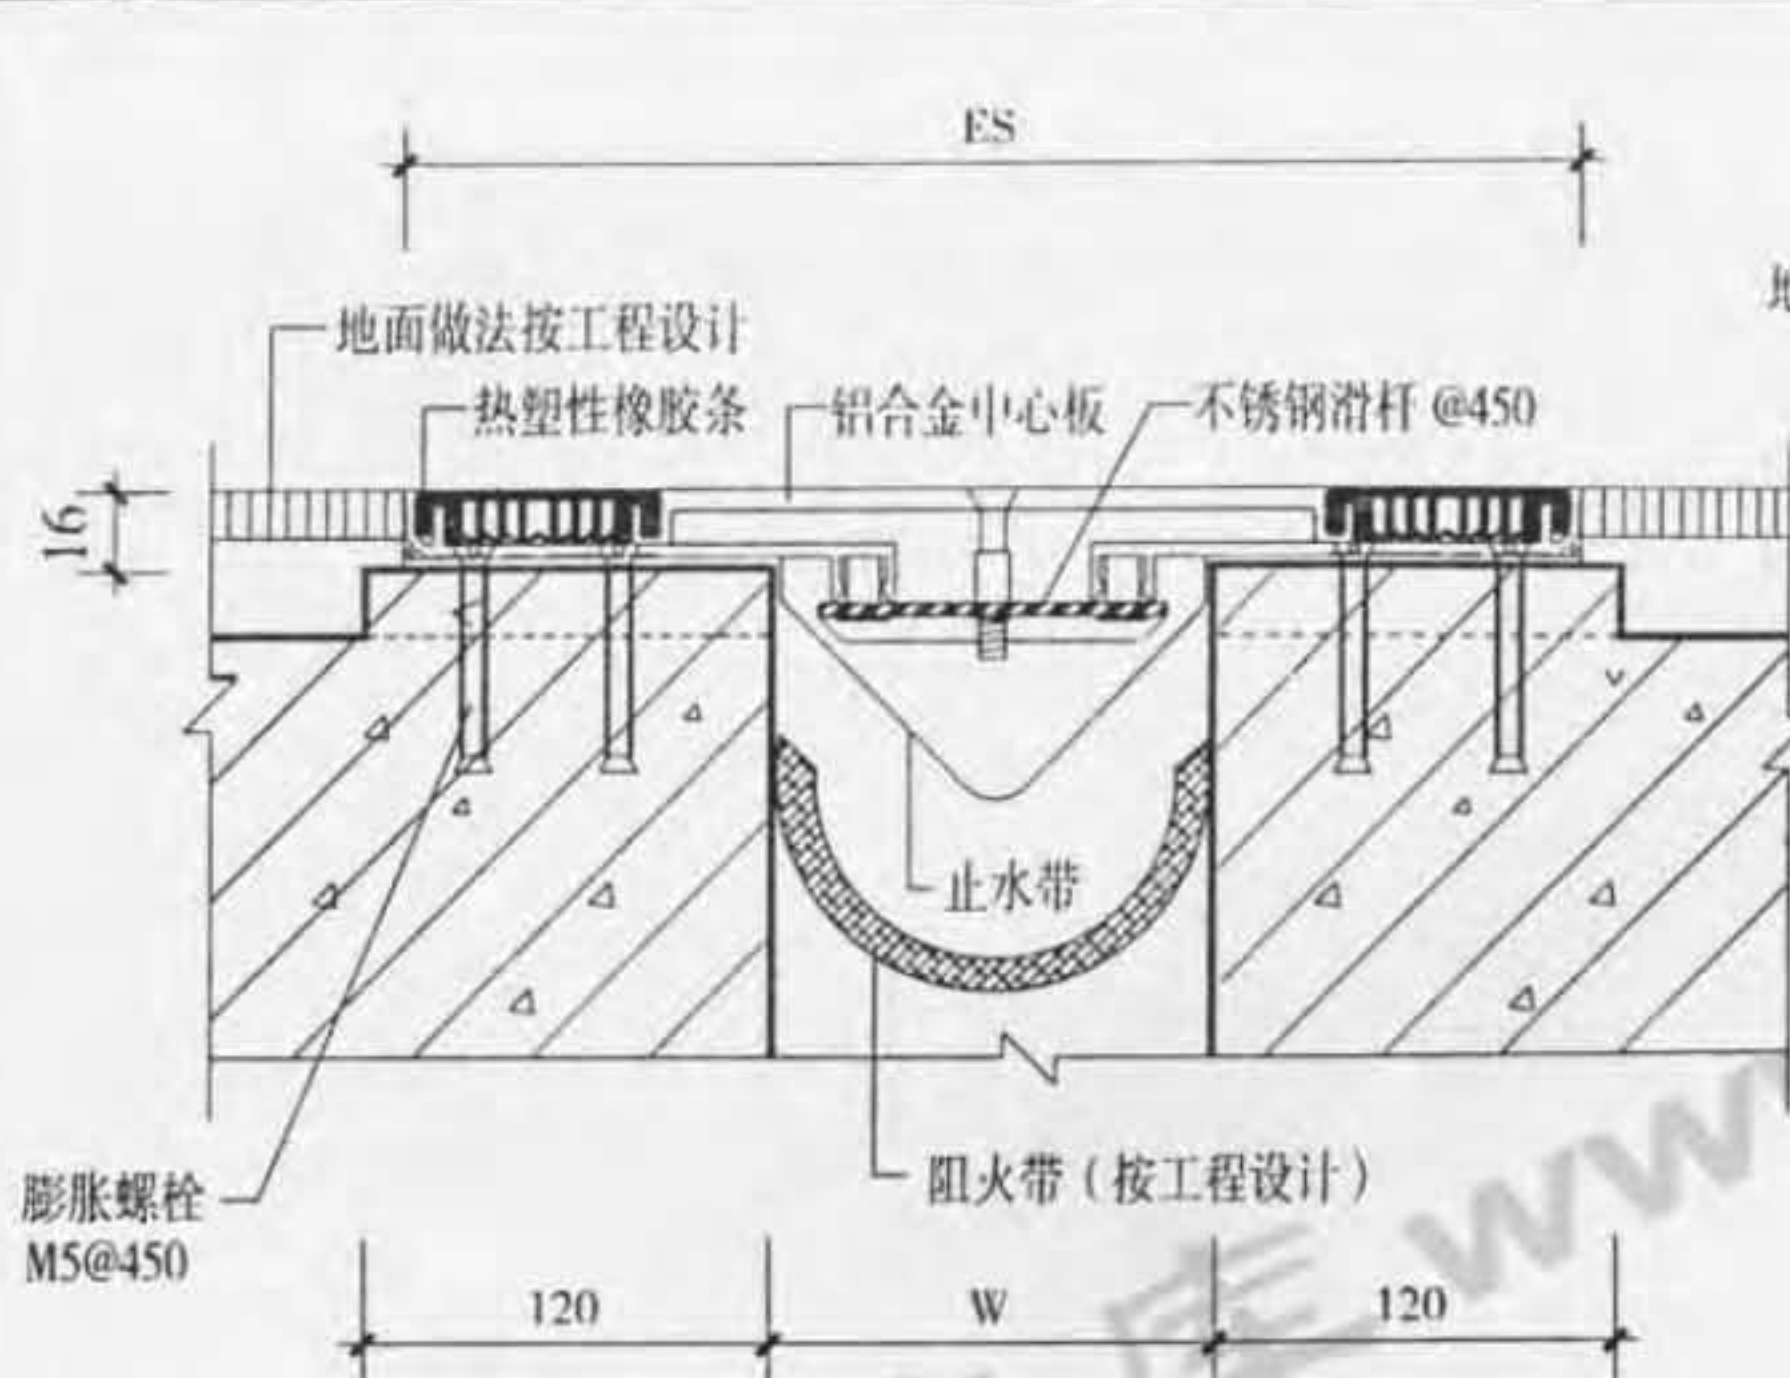 ES
地面做法按工程设计
热塑性橡胶条
铝合金中心板
不锈钢滑杆 @450
16
止水带
阻火带（按工程设计）
膨胀螺栓
M5@450
120
W
120